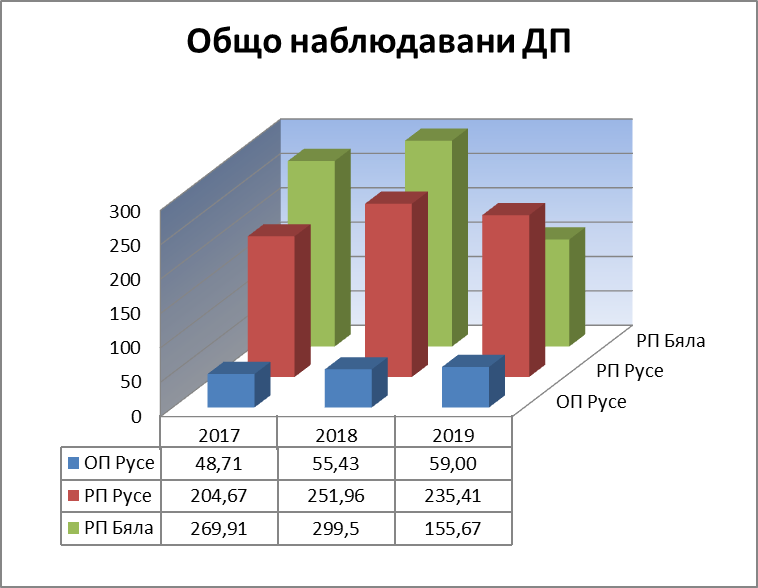 Общо наблюдавани ДП
300
250
200
150
100
50
0
РП Бяла
РП Русе
ОП Русе
2017 2018 2019
ОП Русе 48,71 55,43 59,00
РП Русе 204,67 251,96 235,41
РП Бяла 269,91 299,5 155,67